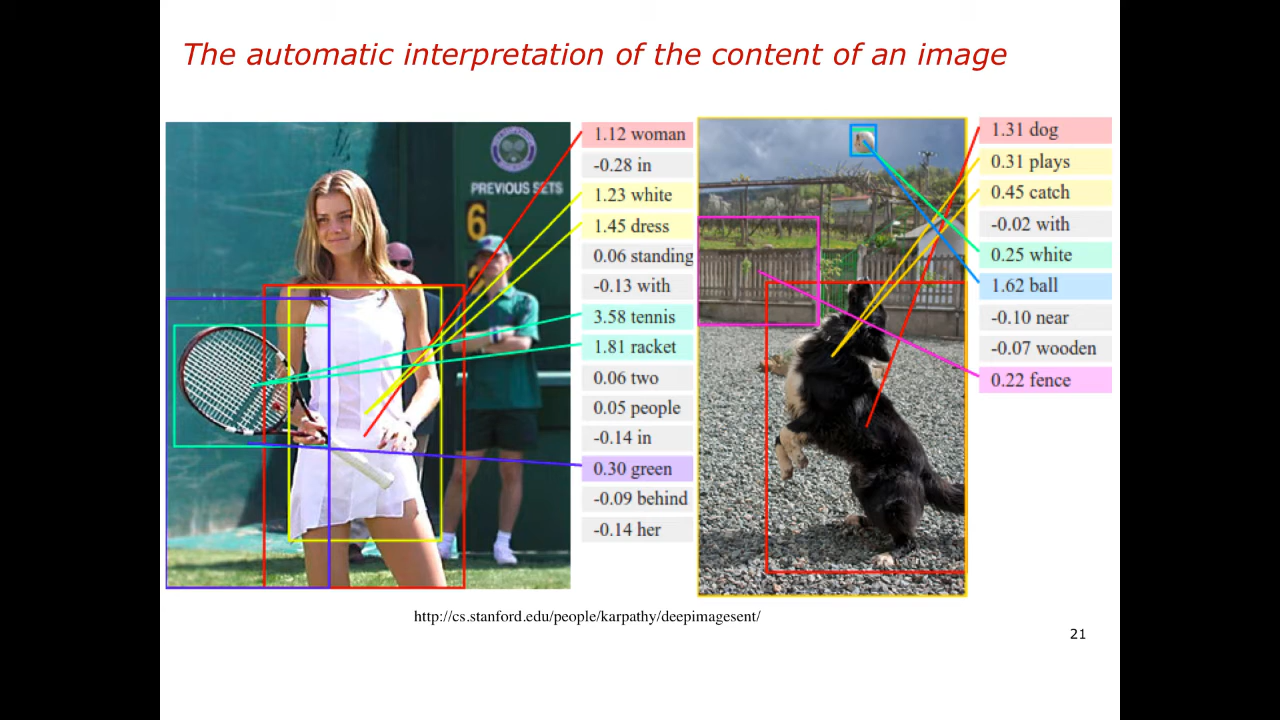 The automatic interpretation of the content of an image
PREVIOUS SETS
6
1.12 woman
-0.28 in
1.23 white
1.45 dress
0.06 standing
-0.13 with
3.58 tennis
1.81 racket
0.06 two
0.05 people
-0.14 in
0.30 green
-0.09 behind
-0.14 her
1.31 dog
0.31 plays
0.45 catch
-0.02 with
0.25 white
1.62 ball
-0.10 near
-0.07 wooden
0.22 fence
http://cs.stanford.edu/people/karpathy/deepimagesent/
21